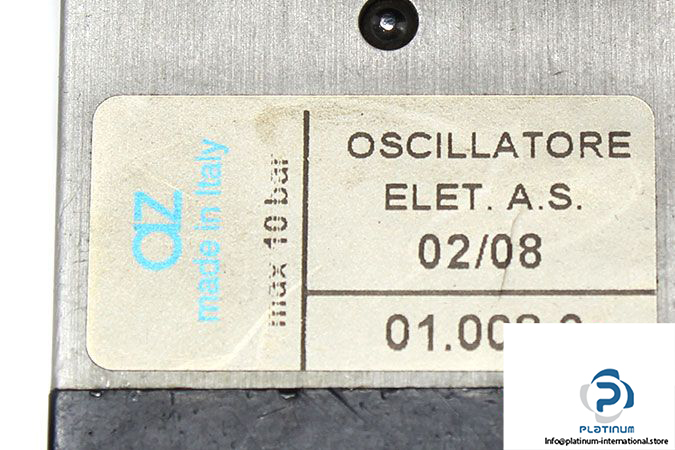 az
made in Italy
max 10 bar
OSCILLATORE
ELET. A.S.
02/08
PLATINUM
Info@platinum-international.store